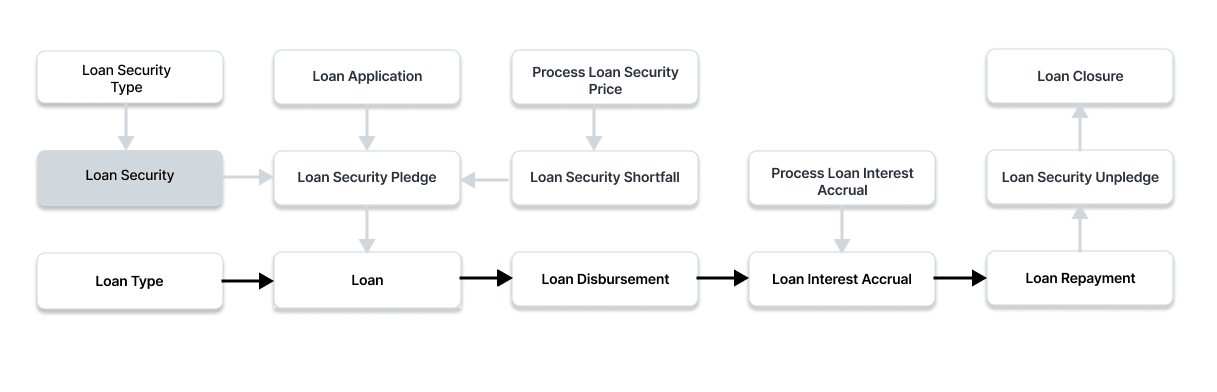 Loan Security
Type
Loan Application
Process Loan Security
Price
Loan Closure
Loan Security
Loan Security Pledge
Loan Security Shortfall
Process Loan Interest
Accrual
Loan Security Unpledge
Loan Type
Loan
Loan Disbursement
Loan Interest Accrual
Loan Repayment